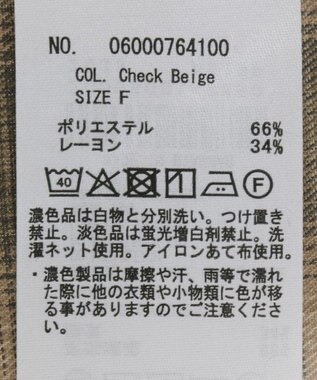 NO. 06000764100
COL. Check Beige
SIZE F
ポリエステル 66%
レーヨン 34%
40
F
濃色品は白物と分別洗い。つけ置き
禁止。淡色品は蛍光増白剤禁止。洗
濯ネット使用。アイロンあて布使用。
・濃色製品は摩擦や汗、雨等で濡れ
た際に他の衣類や小物類に色が移
る事がありますのでご注意くださ
い。